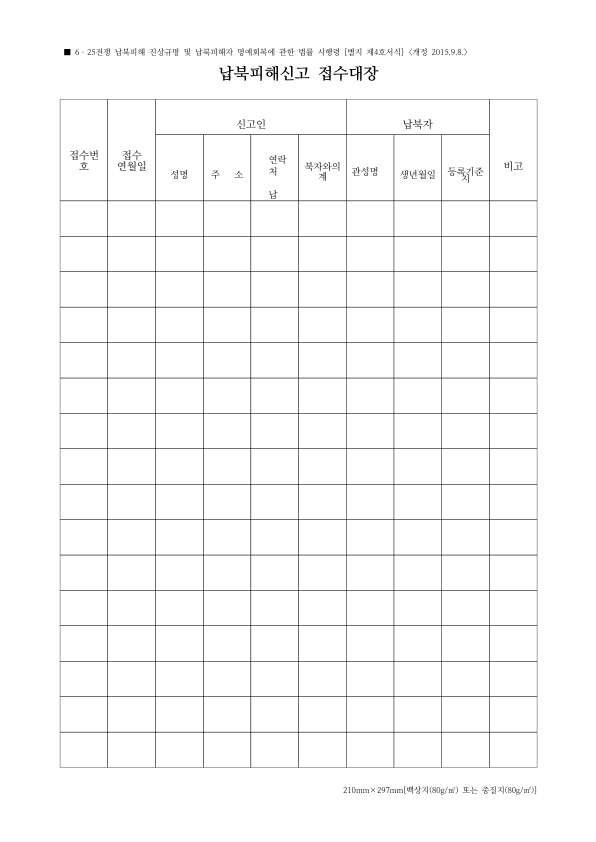 ■ 6ㆍ25전쟁 납북피해 진상규명 및 납북피해자 명예회복에 관한 법률 시행령 [별지 제4호서식] <개정 2015.9.8.>
납북피해신고 접수대장
접수번
호
접수
연월일
신고인
납북자
비고
성명
주 소
연락
처
납
북자와의
계
관성명
생년월일
등록기준
지
210mm×297mm[백상지(80g/㎡) 또는 중질지(80g/㎡)]